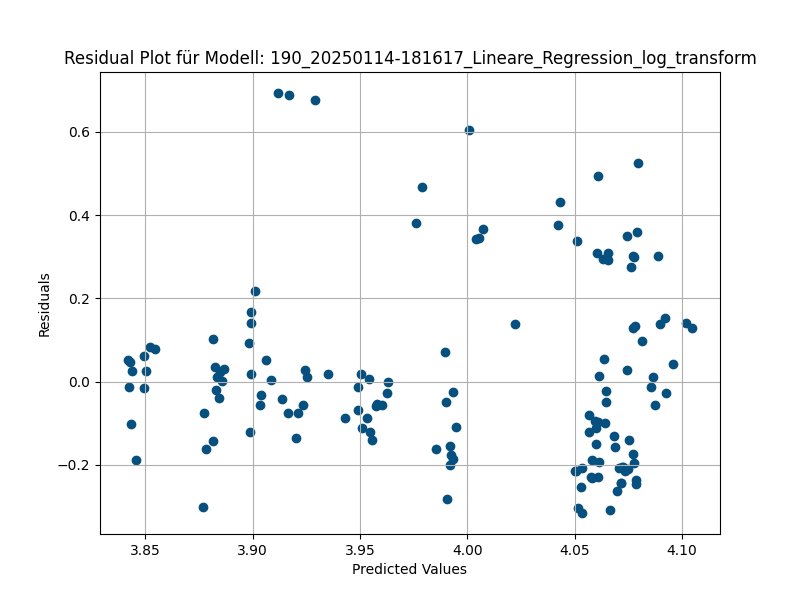 Residual Plot für Modell: 190_20250114-181617_Lineare_Regression_log_transform
0.6
0.4
0.2
0.0
−0.2
Residuals
3.85 3.90 3.95 4.00 4.05 4.10
Predicted Values